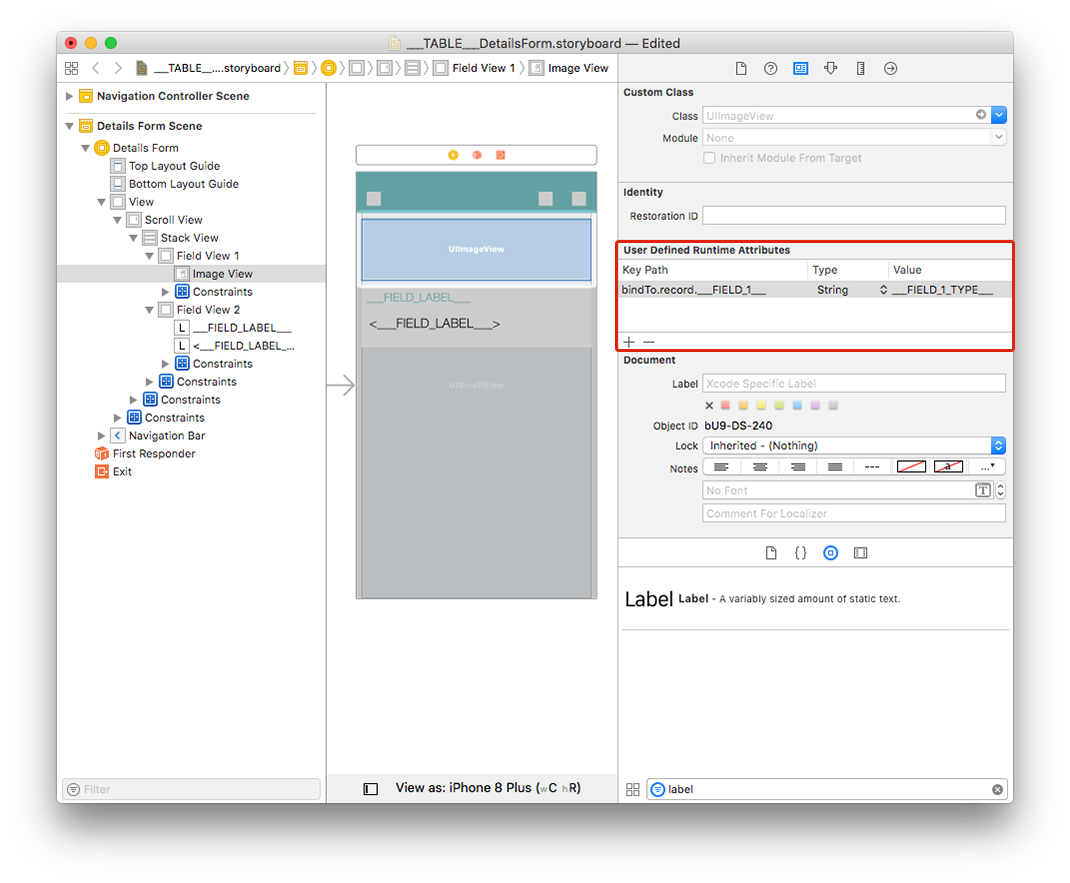 ___TABLE___DetailsForm.storyboard — Edited
___TABLE__....storyboard
Field View 1
Image View
Navigation Controller Scene
Details Form Scene
Details Form
Top Layout Guide
Bottom Layout Guide
View
Scroll View
Stack View
Field View 1
Image View
Constraints
Field View 2
L ___FIELD_LABEL___
L <___FIELD_LABEL_...
Constraints
Constraints
Constraints
Constraints
Navigation Bar
First Responder
Exit
Filter
UIImageView
___FIELD_LABEL___
<___FIELD_LABEL___>
UIScrollView
View as: iPhone 8 Plus (wC hR)
Custom Class
Class UIImageView
Module None
Inherit Module From Target
Identity
Restoration ID
User Defined Runtime Attributes
Key Path Type Value
bindTo.record.___FIELD_1___ String ___FIELD_1_TYPE___
Document
Label Xcode Specific Label
Object ID bU9-DS-240
Lock Inherited - (Nothing)
Notes
a
...
No Font
T
Comment For Localizer
{}
Label Label - A variably sized amount of static text.
label